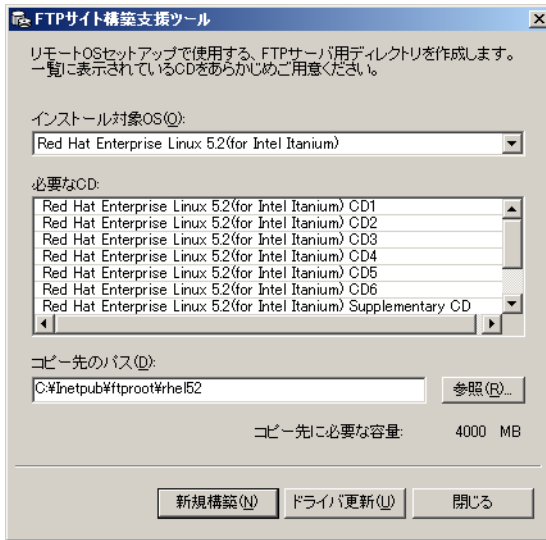 FTPサイト構築支援ツール
リモートOSセットアップで使用する、FTPサーバ用ディレクトリを作成します。
一覧に表示されているCDをあらかじめご用意ください。
インストール対象OS(O):
Red Hat Enterprise Linux 5.2(for Intel Itanium)
必要なCD:
Red Hat Enterprise Linux 5.2(for Intel Itanium) CD1
Red Hat Enterprise Linux 5.2(for Intel Itanium) CD2
Red Hat Enterprise Linux 5.2(for Intel Itanium) CD3
Red Hat Enterprise Linux 5.2(for Intel Itanium) CD4
Red Hat Enterprise Linux 5.2(for Intel Itanium) CD5
Red Hat Enterprise Linux 5.2(for Intel Itanium) CD6
Red Hat Enterprise Linux 5.2(for Intel Itanium) Supplementary CD
コピー先のパス(D):
C:¥Inetpub¥ftproot¥rhel52 参照(R)...
コピー先に必要な容量: 4000 MB
新規構築(N) ドライバ更新(U) 閉じる